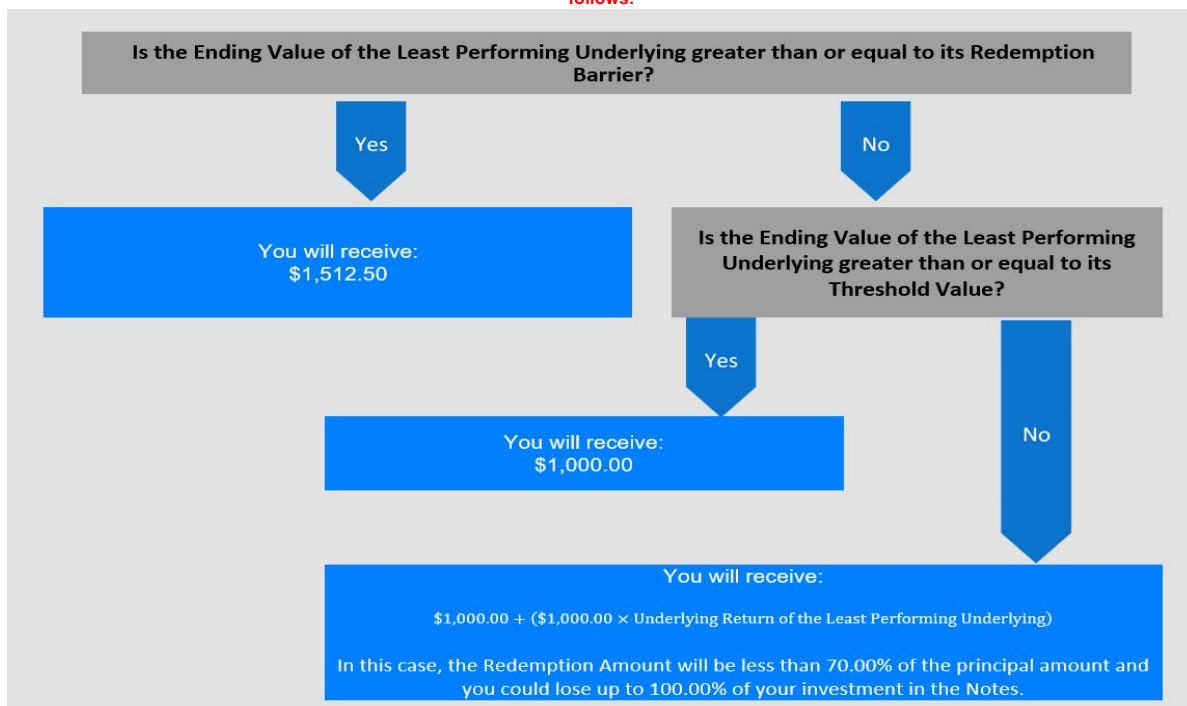 follows:
Is the Ending Value of the Least Performing Underlying greater than or equal to its Redemption
Barrier?
Yes
No
You will receive:
$1,512.50
Is the Ending Value of the Least Performing
Underlying greater than or equal to its
Threshold Value?
Yes
No
You will receive:
$1,000.00
You will receive:
$1,000.00 + ($1,000.00 × Underlying Return of the Least Performing Underlying)
In this case, the Redemption Amount will be less than 70.00% of the principal amount and
you could lose up to 100.00% of your investment in the Notes.